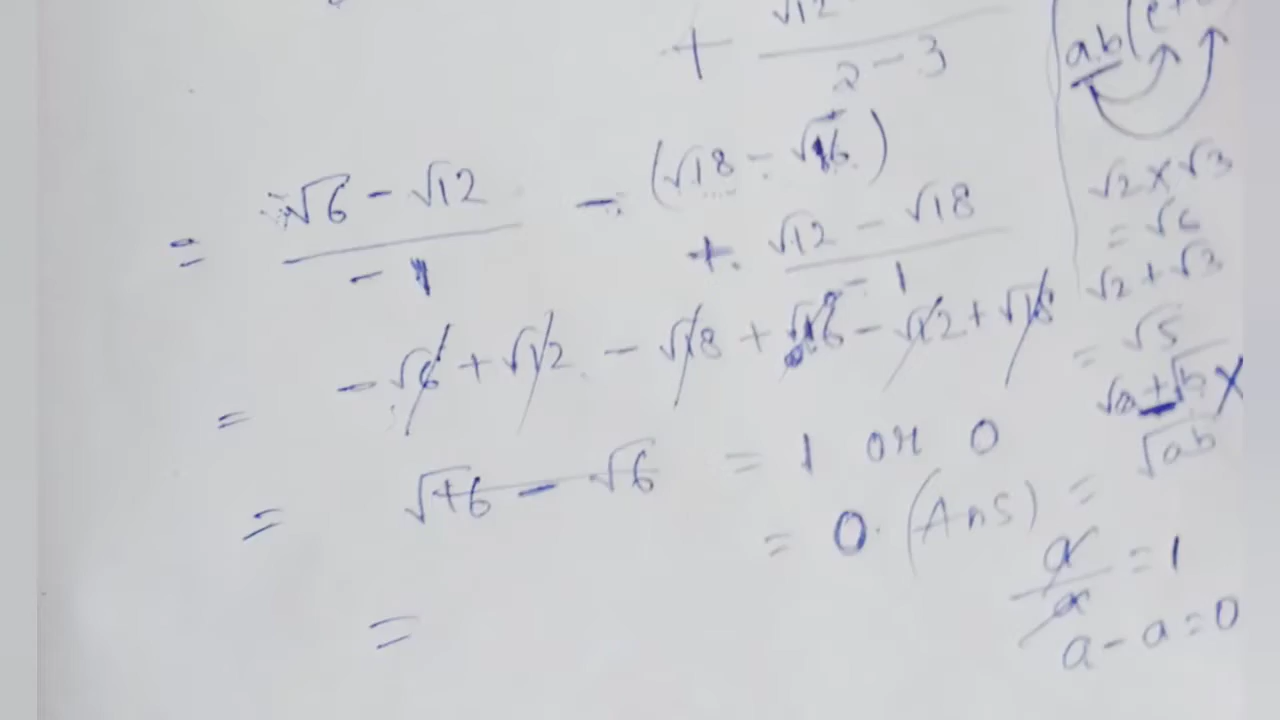 + √12
2 - 3
ab(
= √6 - √12 / -1 - (√18 - √6) + √12 - √18 / -1
= -√6 + √12 - √18 + √6 - √12 + √18
= √+6 - √6 = 1 or 0
= 0. (Ans)
=
√2 × √3
= √6
√2 + √3
= √5
√a + √b ×
= √ab
a/a = 1
a - a = 0